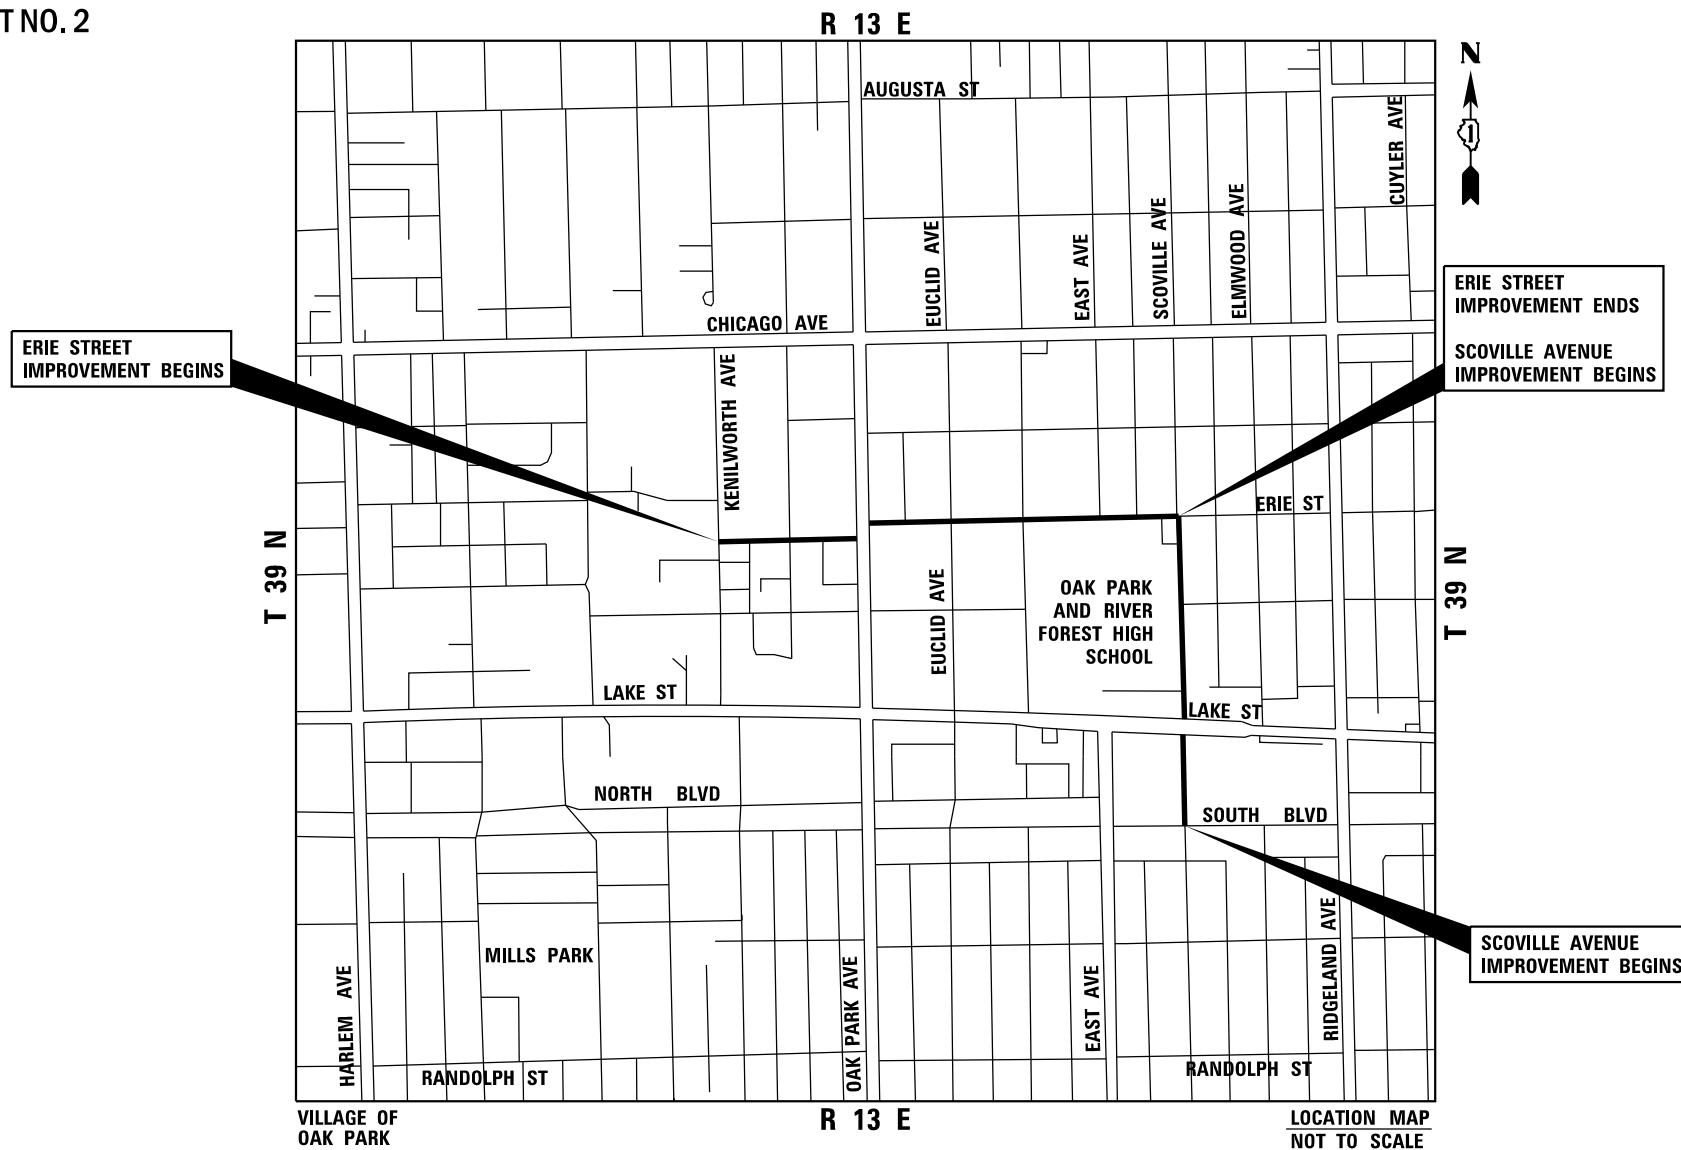 T NO. 2
R 13 E
N
1
AUGUSTA ST
CUYLER AVE
EUCLID AVE
EAST AVE
SCOVILLE AVE
ELMWOOD AVE
ERIE STREET
IMPROVEMENT ENDS
SCOVILLE AVENUE
IMPROVEMENT BEGINS
CHICAGO AVE
ERIE STREET
IMPROVEMENT BEGINS
KENILWORTH AVE
ERIE ST
T 39 N
T 39 N
EUCLID AVE
OAK PARK
AND RIVER
FOREST HIGH
SCHOOL
LAKE ST
LAKE ST
NORTH BLVD
SOUTH BLVD
MILLS PARK
SCOVILLE AVENUE
IMPROVEMENT BEGINS
HARLEM AVE
OAK PARK AVE
EAST AVE
RIDGELAND AVE
RANDOLPH ST
RANDOLPH ST
VILLAGE OF
OAK PARK
R 13 E
LOCATION MAP
NOT TO SCALE